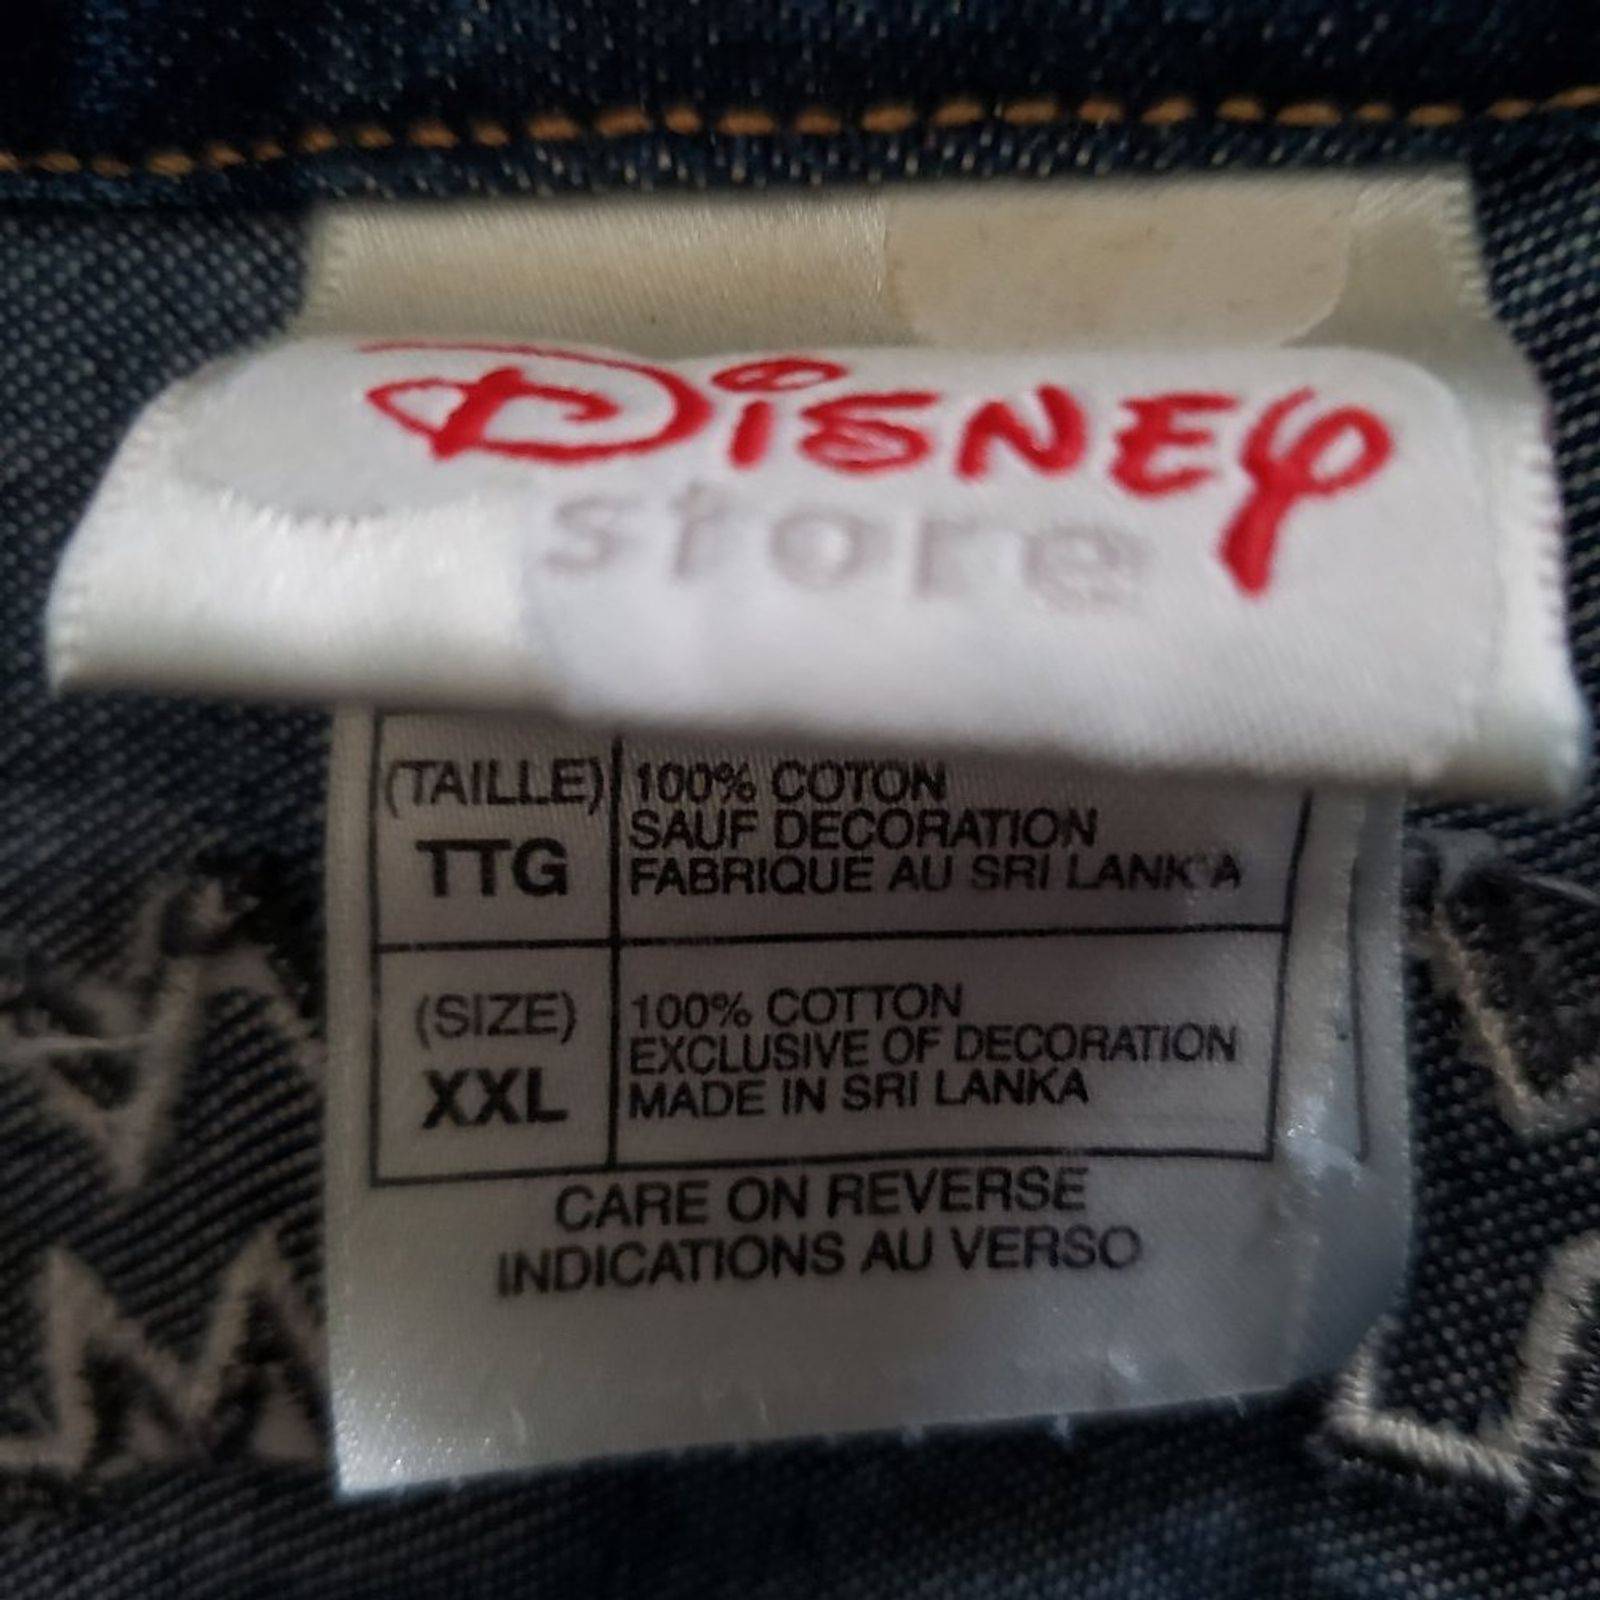 Disney
store
(TAILLE)
TTG
100% COTON
SAUF DECORATION
FABRIQUE AU SRI LANKA
(SIZE)
XXL
100% COTTON
EXCLUSIVE OF DECORATION
MADE IN SRI LANKA
CARE ON REVERSE
INDICATIONS AU VERSO